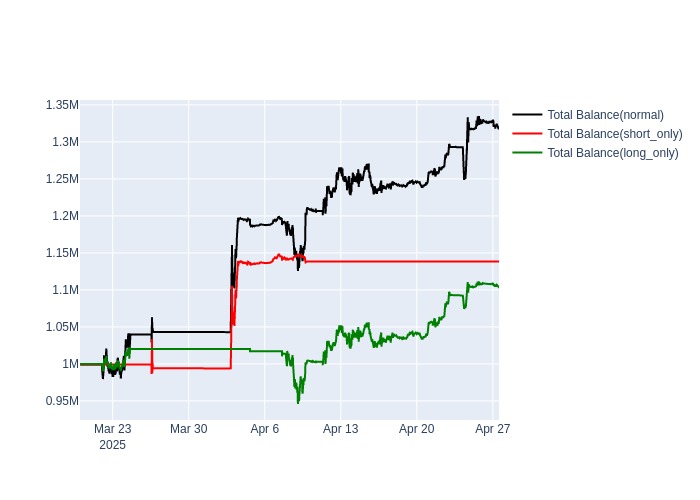 1.35M
1.3M
1.25M
1.2M
1.15M
1.1M
1.05M
1M
0.95M
Mar 23
2025
Mar 30
Apr 6
Apr 13
Apr 20
Apr 27
Total Balance(normal)
Total Balance(short_only)
Total Balance(long_only)